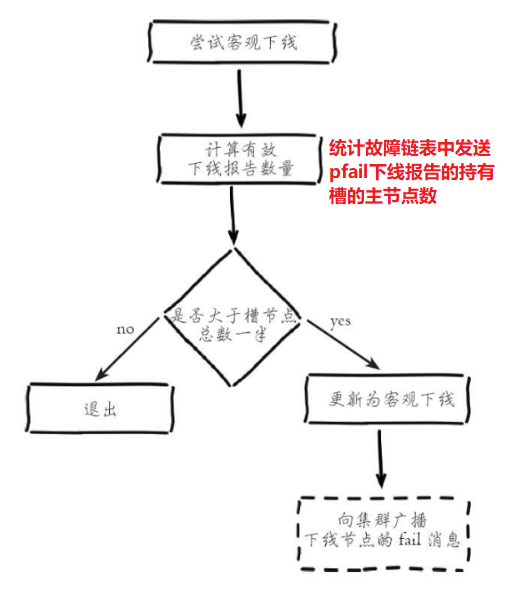 尝试客观下线
计算有效
下线报告数量
统计故障链表中发送
pfail下线报告的持有
槽的主节点数
是否大于槽节点
总数一半
no
yes
退出
更新为客观下线
向集群广播
下线节点的 fail 消息